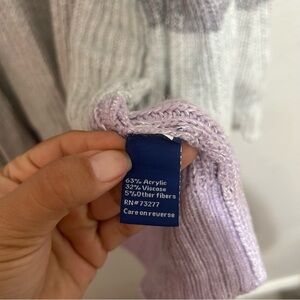 63% Acrylic
32% Viscose
5% Other fibers
RN#73277
Care on reverse